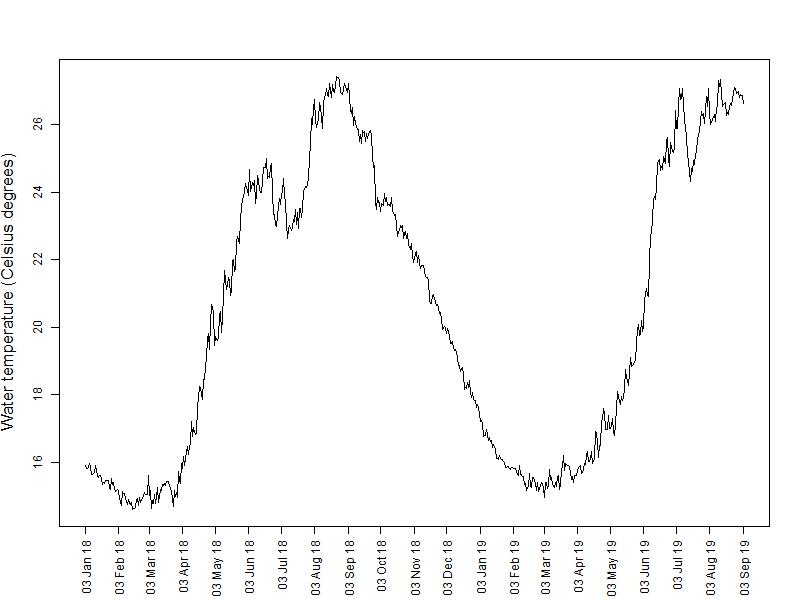 Water temperature (Celsius degrees)
26
24
22
20
18
16
03 Jan 18
03 Feb 18
03 Mar 18
03 Apr 18
03 May 18
03 Jun 18
03 Jul 18
03 Aug 18
03 Sep 18
03 Oct 18
03 Nov 18
03 Dec 18
03 Jan 19
03 Feb 19
03 Mar 19
03 Apr 19
03 May 19
03 Jun 19
03 Jul 19
03 Aug 19
03 Sep 19